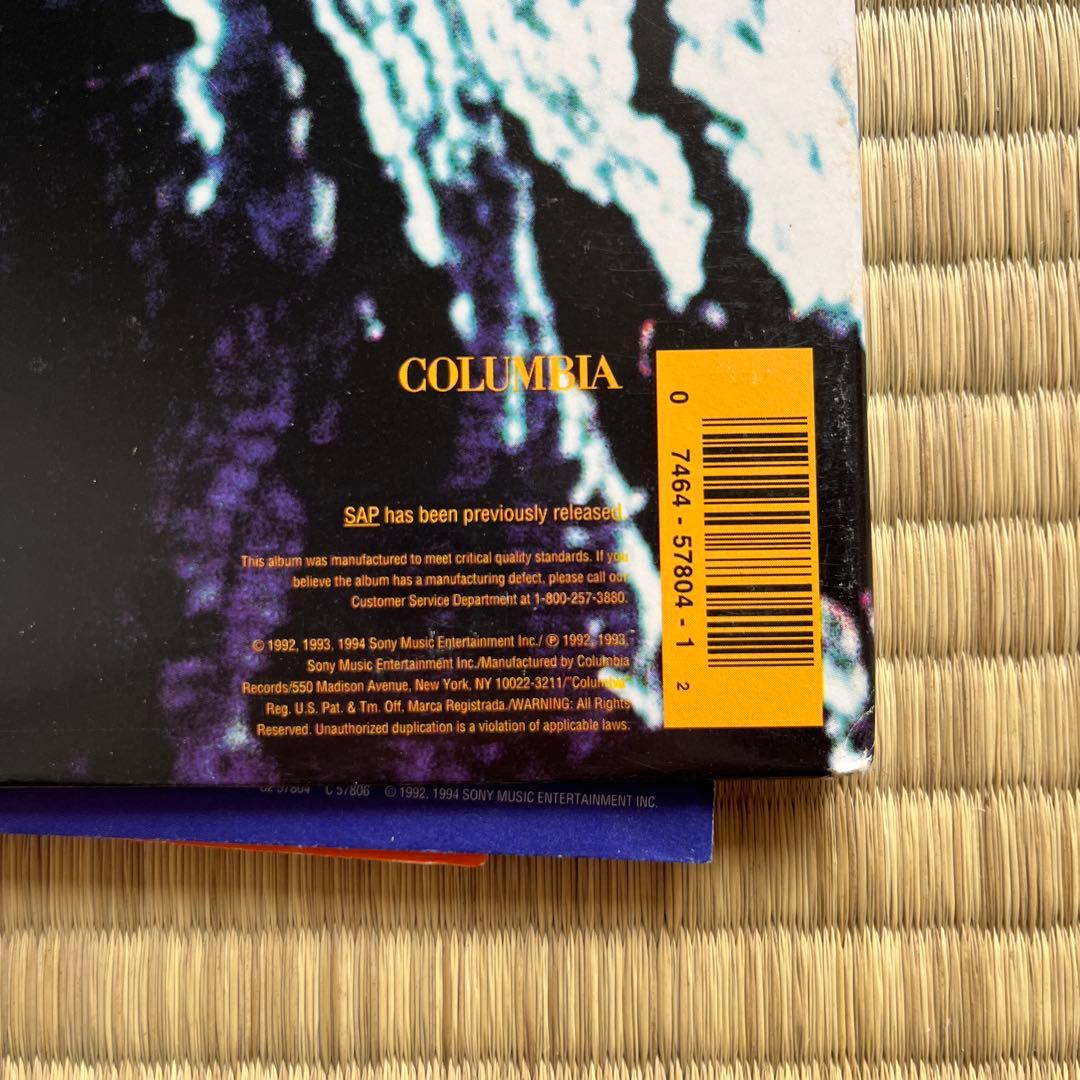 COLUMBIA
0 7464 - 57804 - 1 2
SAP has been previously released.
This album was manufactured to meet critical quality standards. If you
believe the album has a manufacturing defect, please call our
Customer Service Department at 1-800-257-3880.
© 1992, 1993, 1994 Sony Music Entertainment Inc./ ℗ 1992, 1993,
Sony Music Entertainment Inc./Manufactured by Columbia
Records/550 Madison Avenue, New York, NY 10022-3211/"Columbia"
Reg. U.S. Pat. & Tm. Off. Marca Registrada./WARNING: All Rights
Reserved. Unauthorized duplication is a violation of applicable laws.
C2 57804 C 57806 © 1992, 1994 SONY MUSIC ENTERTAINMENT INC.